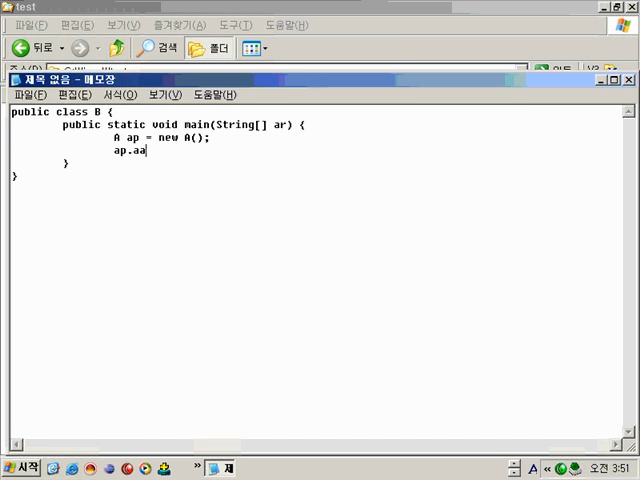 test
파일(F) 편집(E) 보기(V) 즐겨찾기(A) 도구(T) 도움말(H)
뒤로 검색 폴더
제목 없음 - 메모장
파일(F) 편집(E) 서식(O) 보기(V) 도움말(H)
public class B {
public static void main(String[] ar) {
A ap = new A();
ap.aa
}
}
시작 » 제 A « 오전 3:51